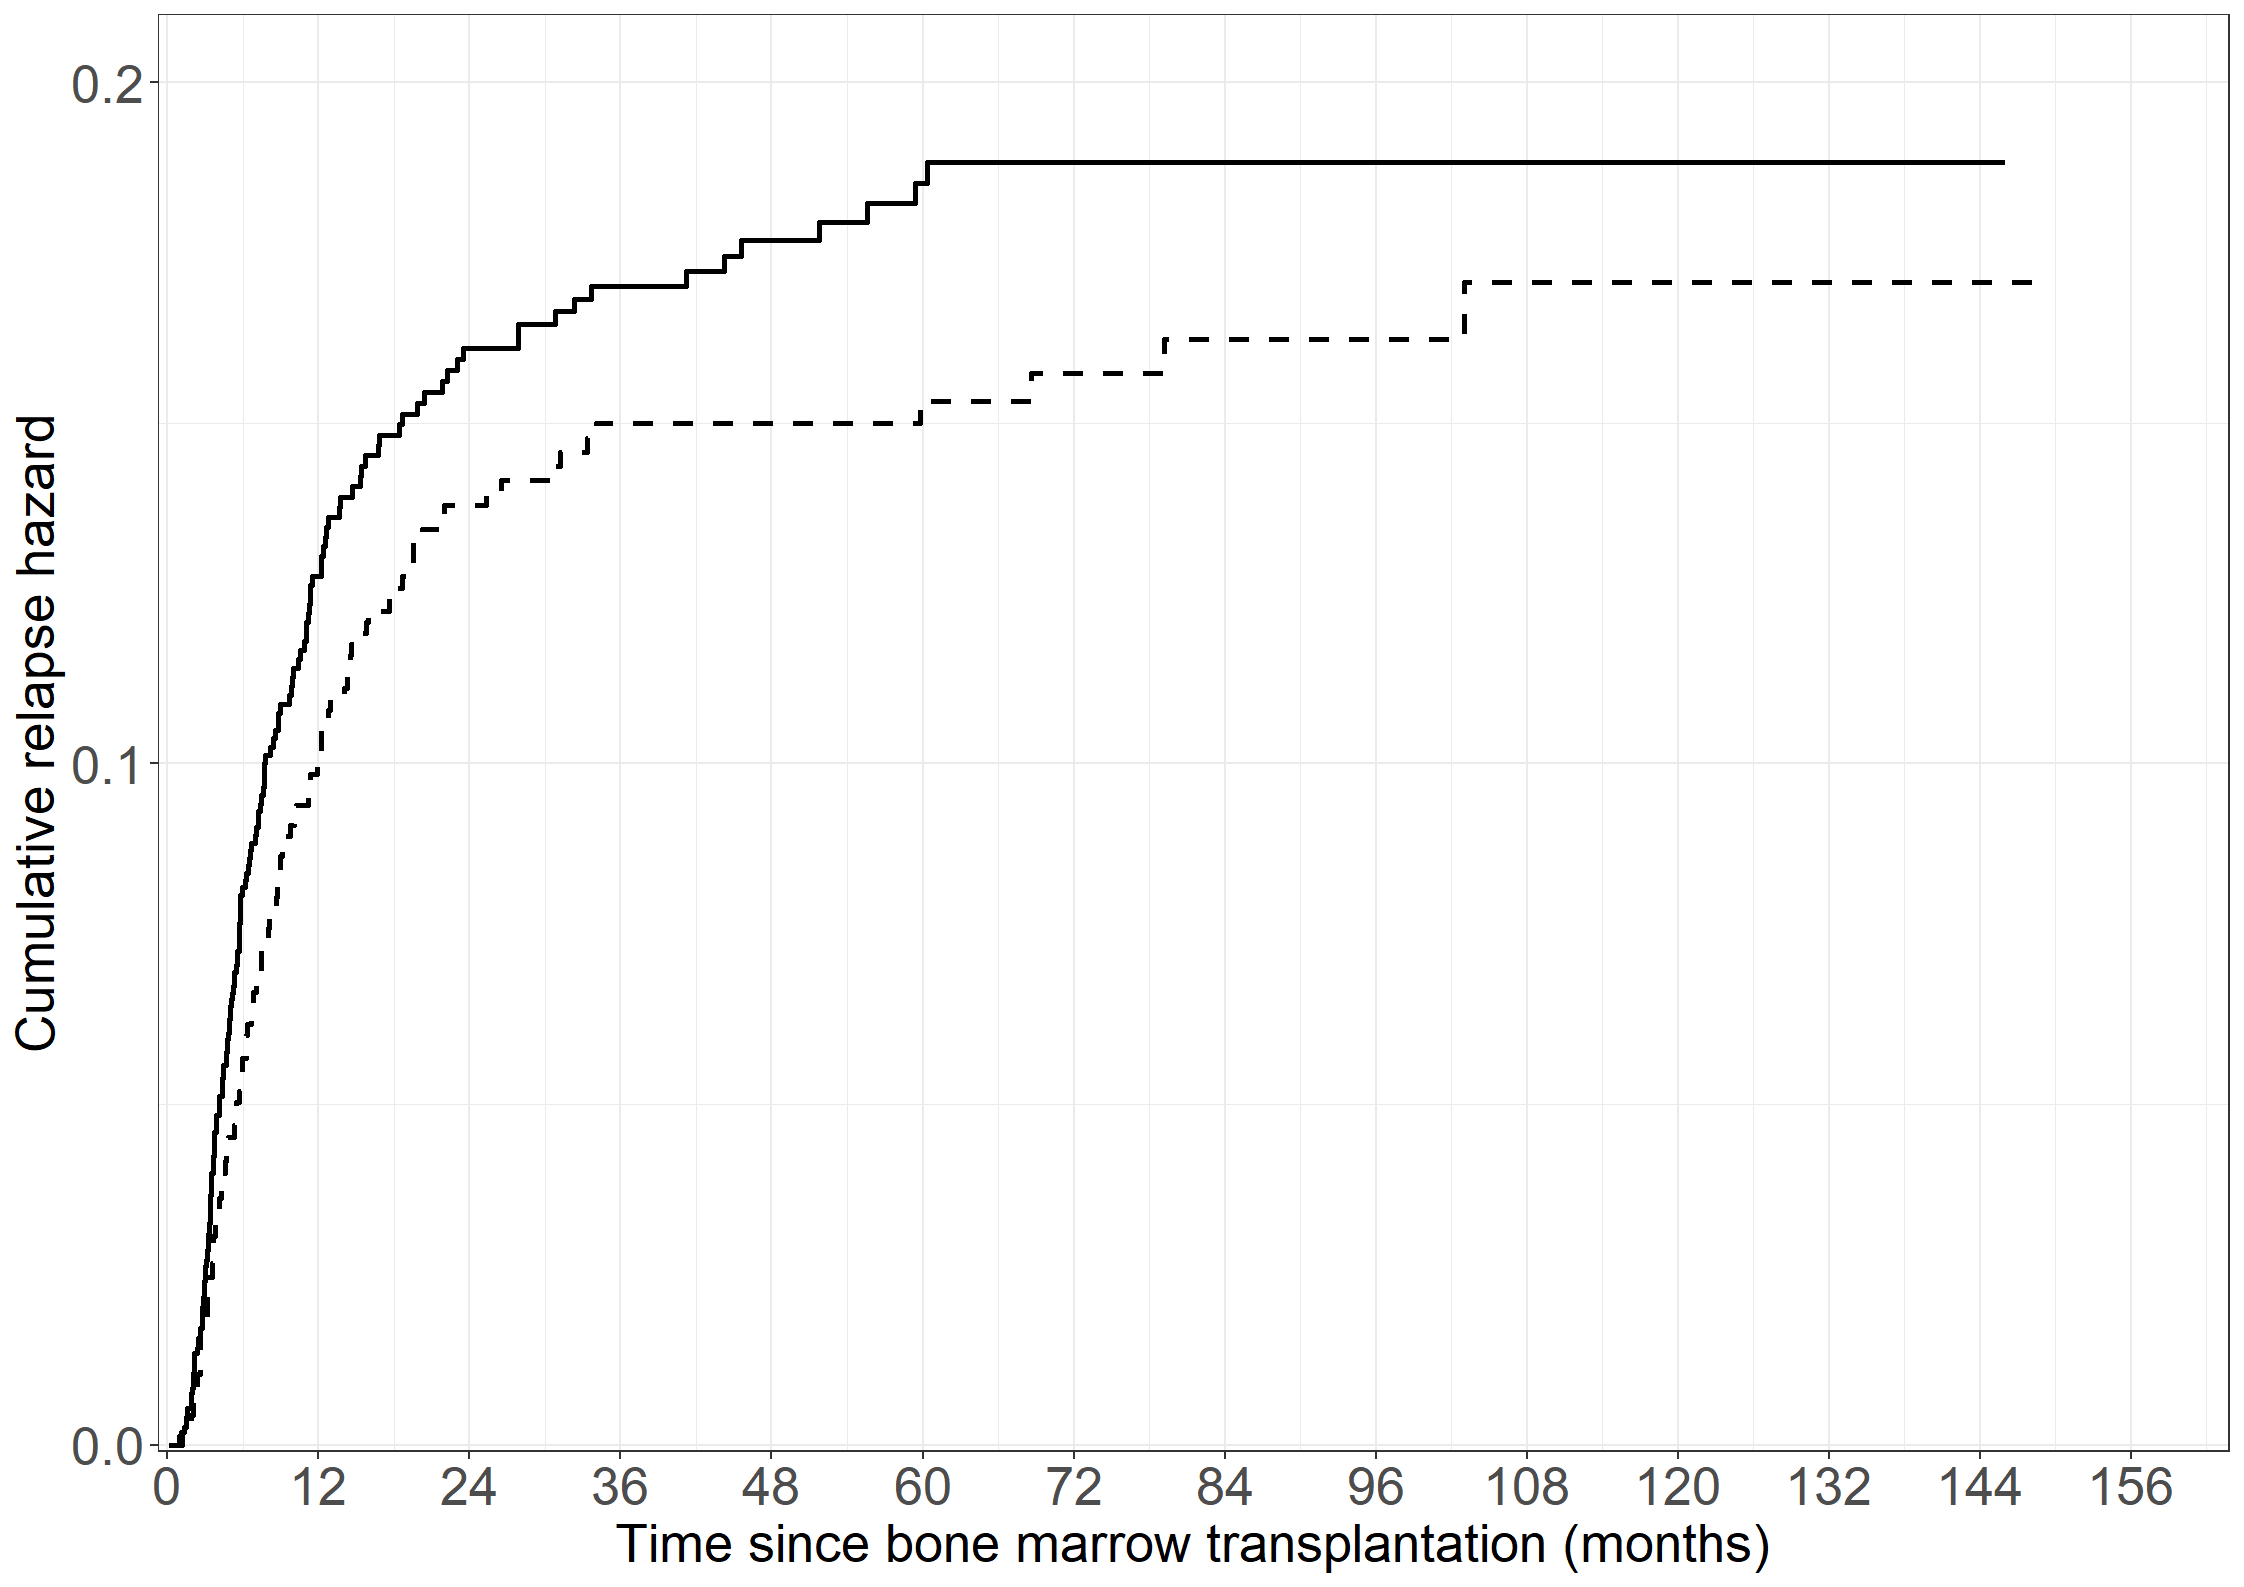 Cumulative relapse hazard
0.2
0.1
0.0
0 12 24 36 48 60 72 84 96 108 120 132 144 156
Time since bone marrow transplantation (months)